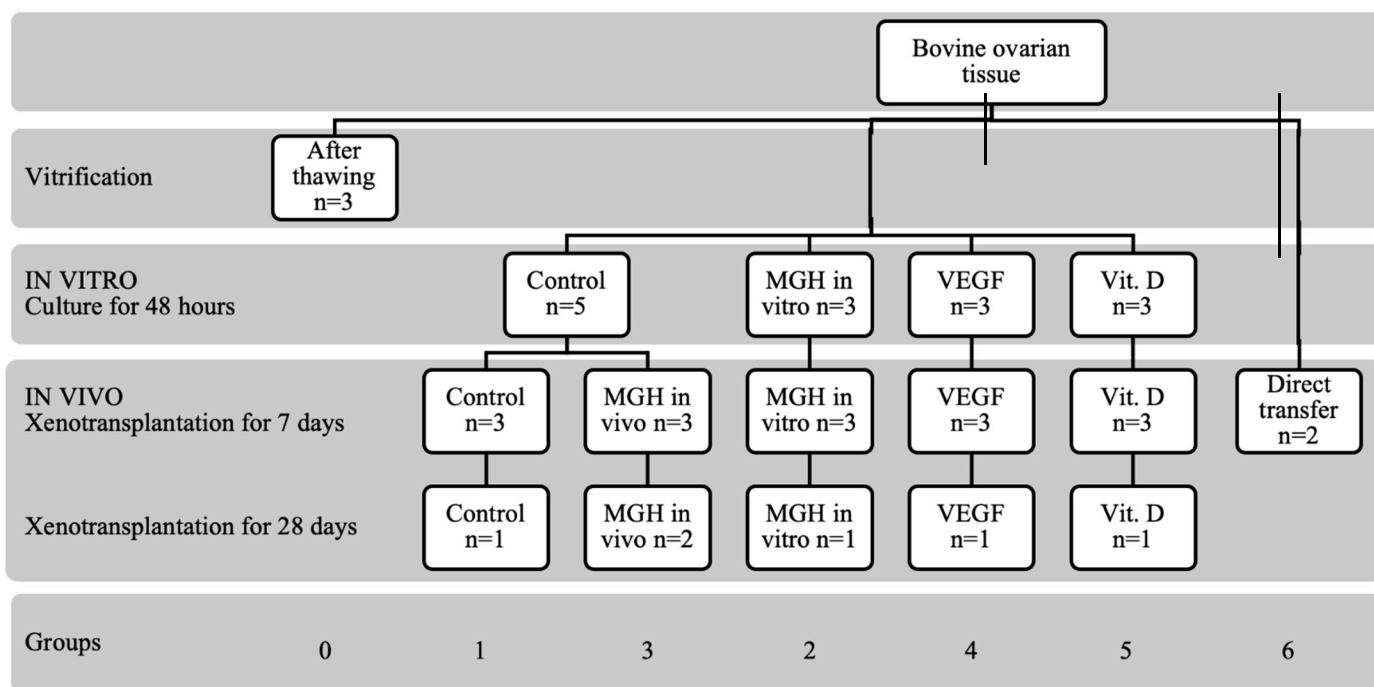 Bovine ovarian
tissue
Vitrification
After
thawing
n=3
IN VITRO
Culture for 48 hours
Control
n=5
MGH in
vitro n=3
VEGF
n=3
Vit. D
n=3
IN VIVO
Xenotransplantation for 7 days
Control
n=3
MGH in
vivo n=3
MGH in
vitro n=3
VEGF
n=3
Vit. D
n=3
Direct
transfer
n=2
Xenotransplantation for 28 days
Control
n=1
MGH in
vivo n=2
MGH in
vitro n=1
VEGF
n=1
Vit. D
n=1
Groups 0 1 3 2 4 5 6